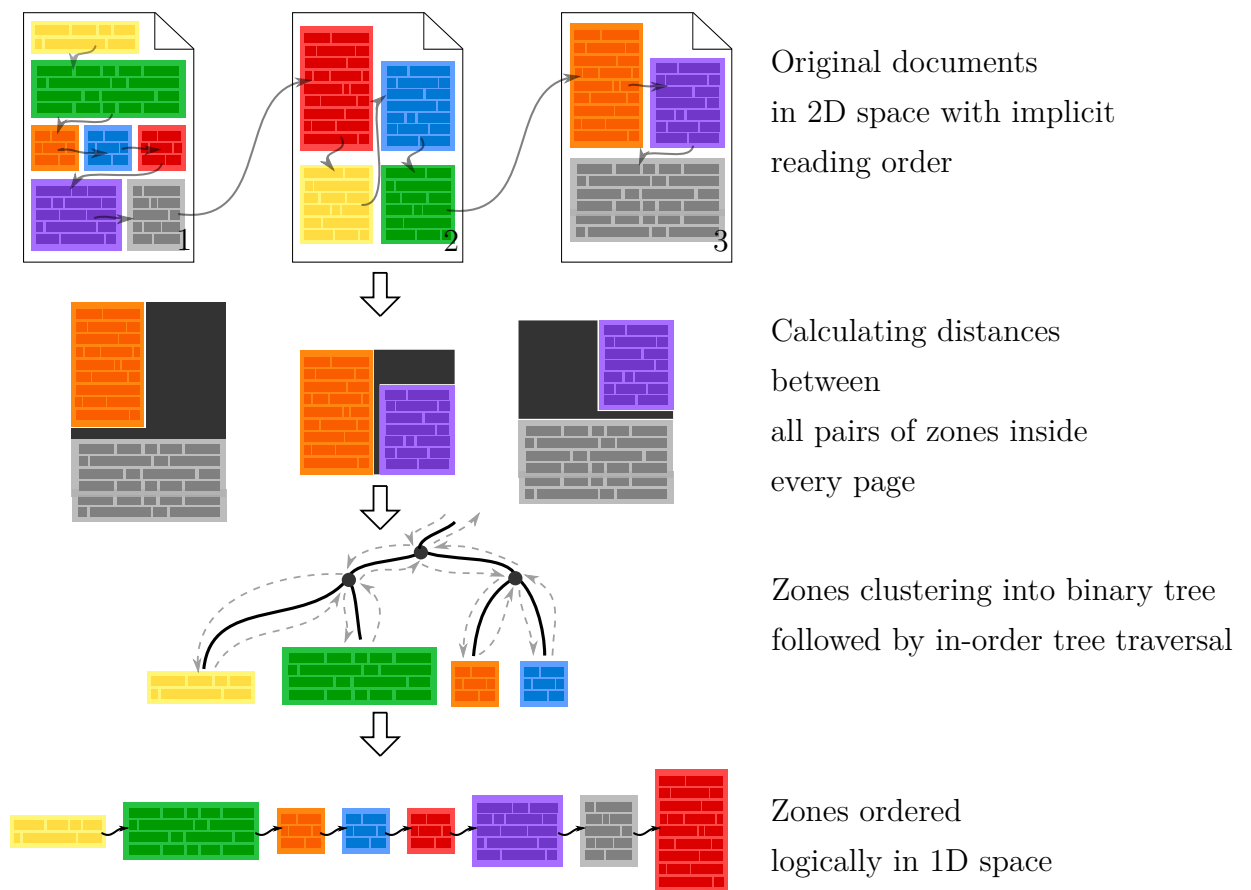 1
2
3
Original documents
in 2D space with implicit
reading order
Calculating distances
between
all pairs of zones inside
every page
Zones clustering into binary tree
followed by in-order tree traversal
Zones ordered
logically in 1D space